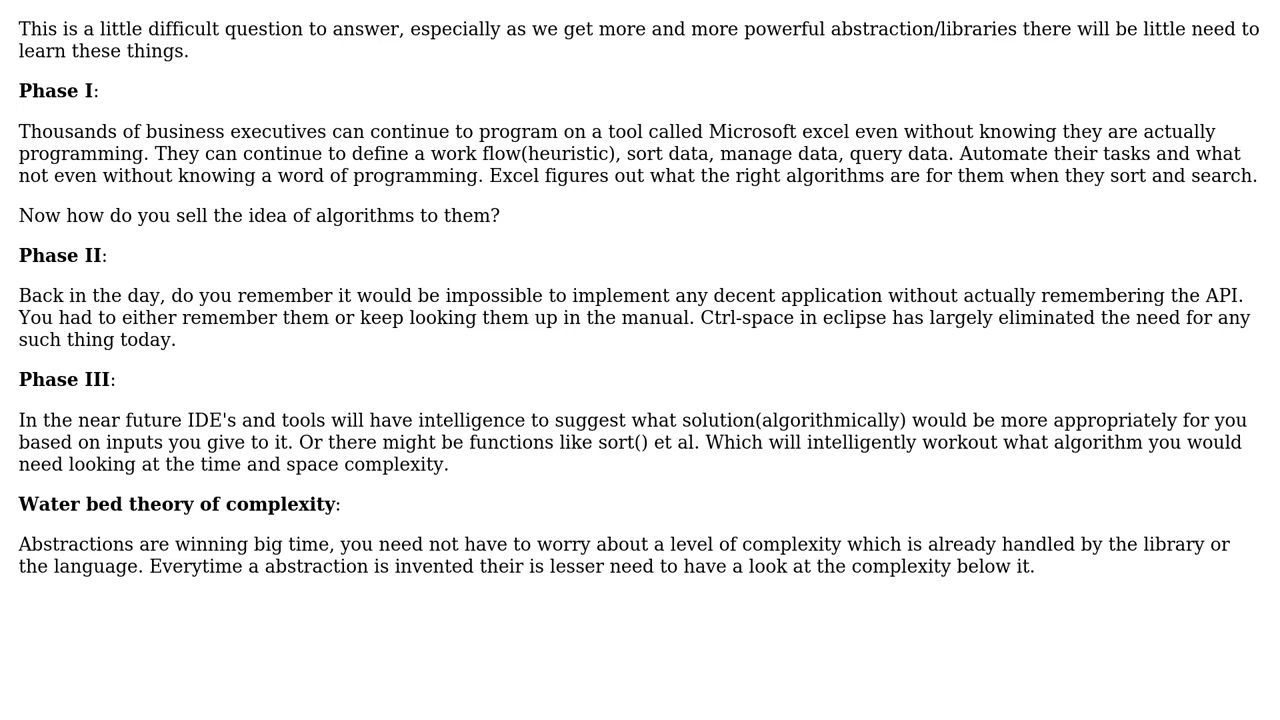 This is a little difficult question to answer, especially as we get more and more powerful abstraction/libraries there will be little need to
learn these things.
Phase I:
Thousands of business executives can continue to program on a tool called Microsoft excel even without knowing they are actually
programming. They can continue to define a work flow(heuristic), sort data, manage data, query data. Automate their tasks and what
not even without knowing a word of programming. Excel figures out what the right algorithms are for them when they sort and search.
Now how do you sell the idea of algorithms to them?
Phase II:
Back in the day, do you remember it would be impossible to implement any decent application without actually remembering the API.
You had to either remember them or keep looking them up in the manual. Ctrl-space in eclipse has largely eliminated the need for any
such thing today.
Phase III:
In the near future IDE's and tools will have intelligence to suggest what solution(algorithmically) would be more appropriately for you
based on inputs you give to it. Or there might be functions like sort() et al. Which will intelligently workout what algorithm you would
need looking at the time and space complexity.
Water bed theory of complexity:
Abstractions are winning big time, you need not have to worry about a level of complexity which is already handled by the library or
the language. Everytime a abstraction is invented their is lesser need to have a look at the complexity below it.